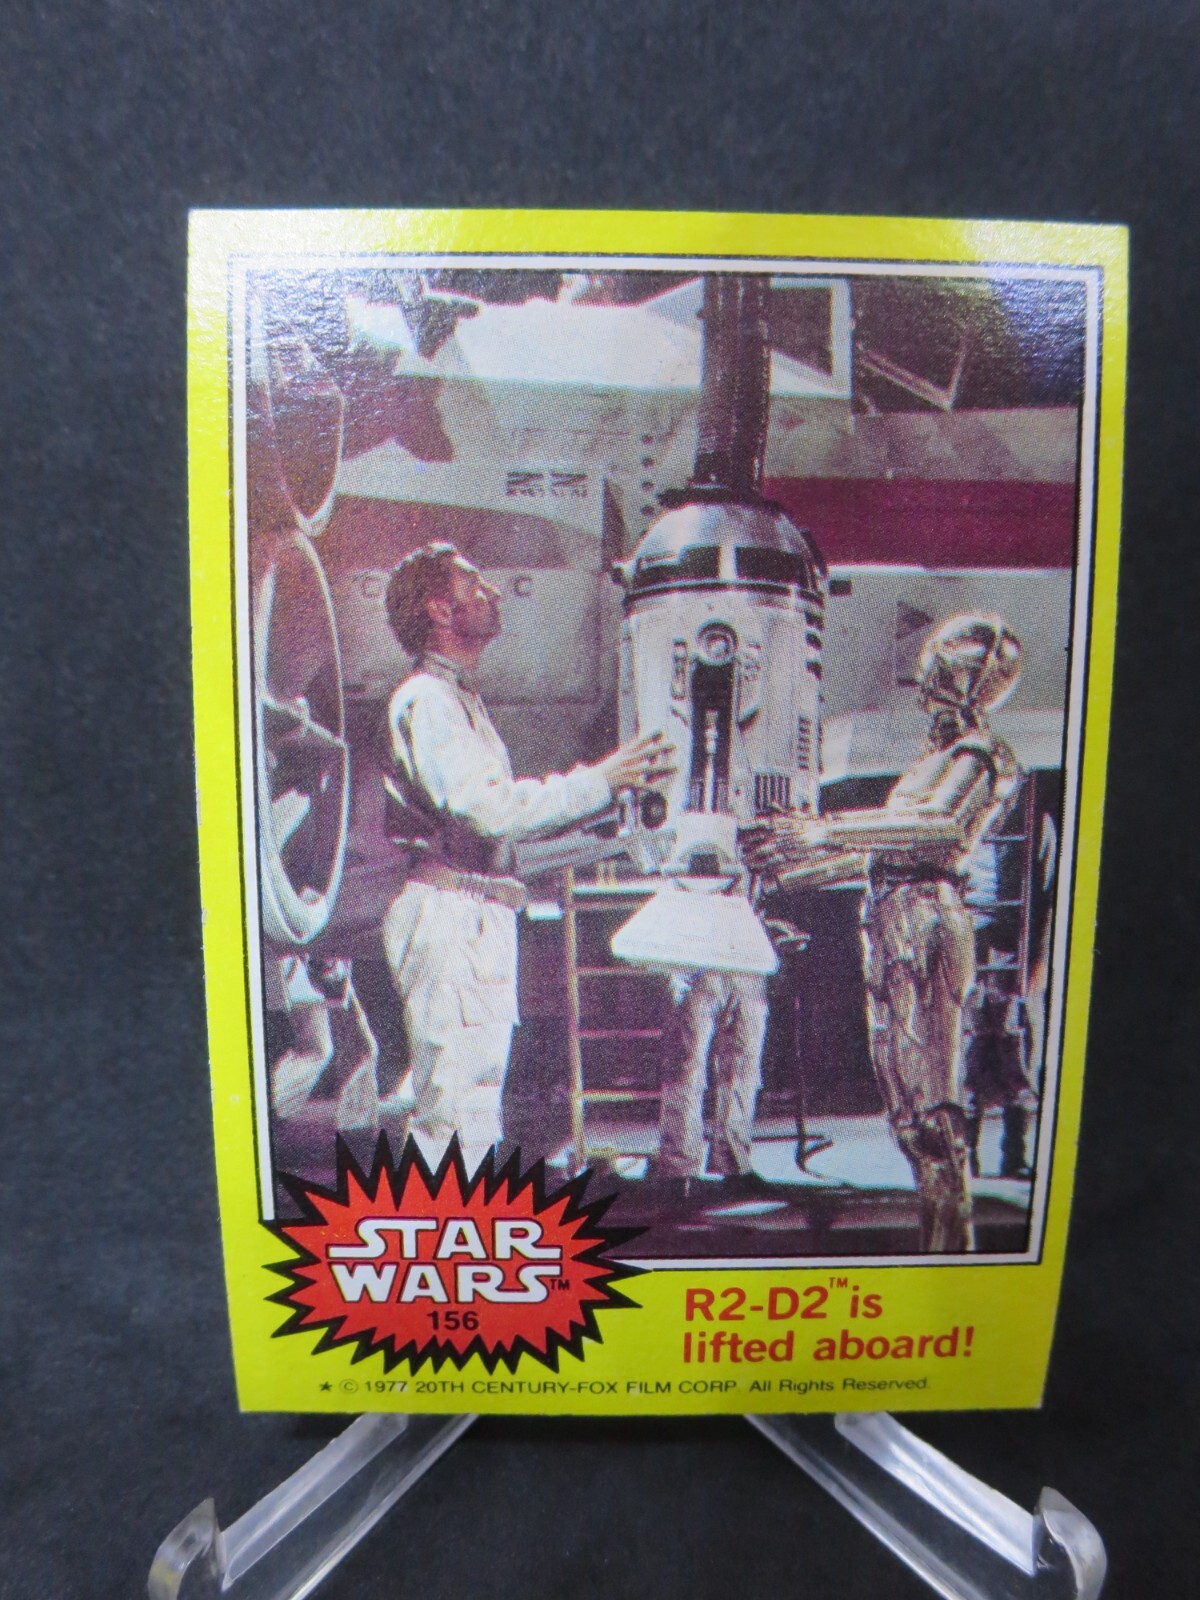 STAR
WARS™
156
R2-D2™ is
lifted aboard!
★ © 1977 20TH CENTURY-FOX FILM CORP. All Rights Reserved.